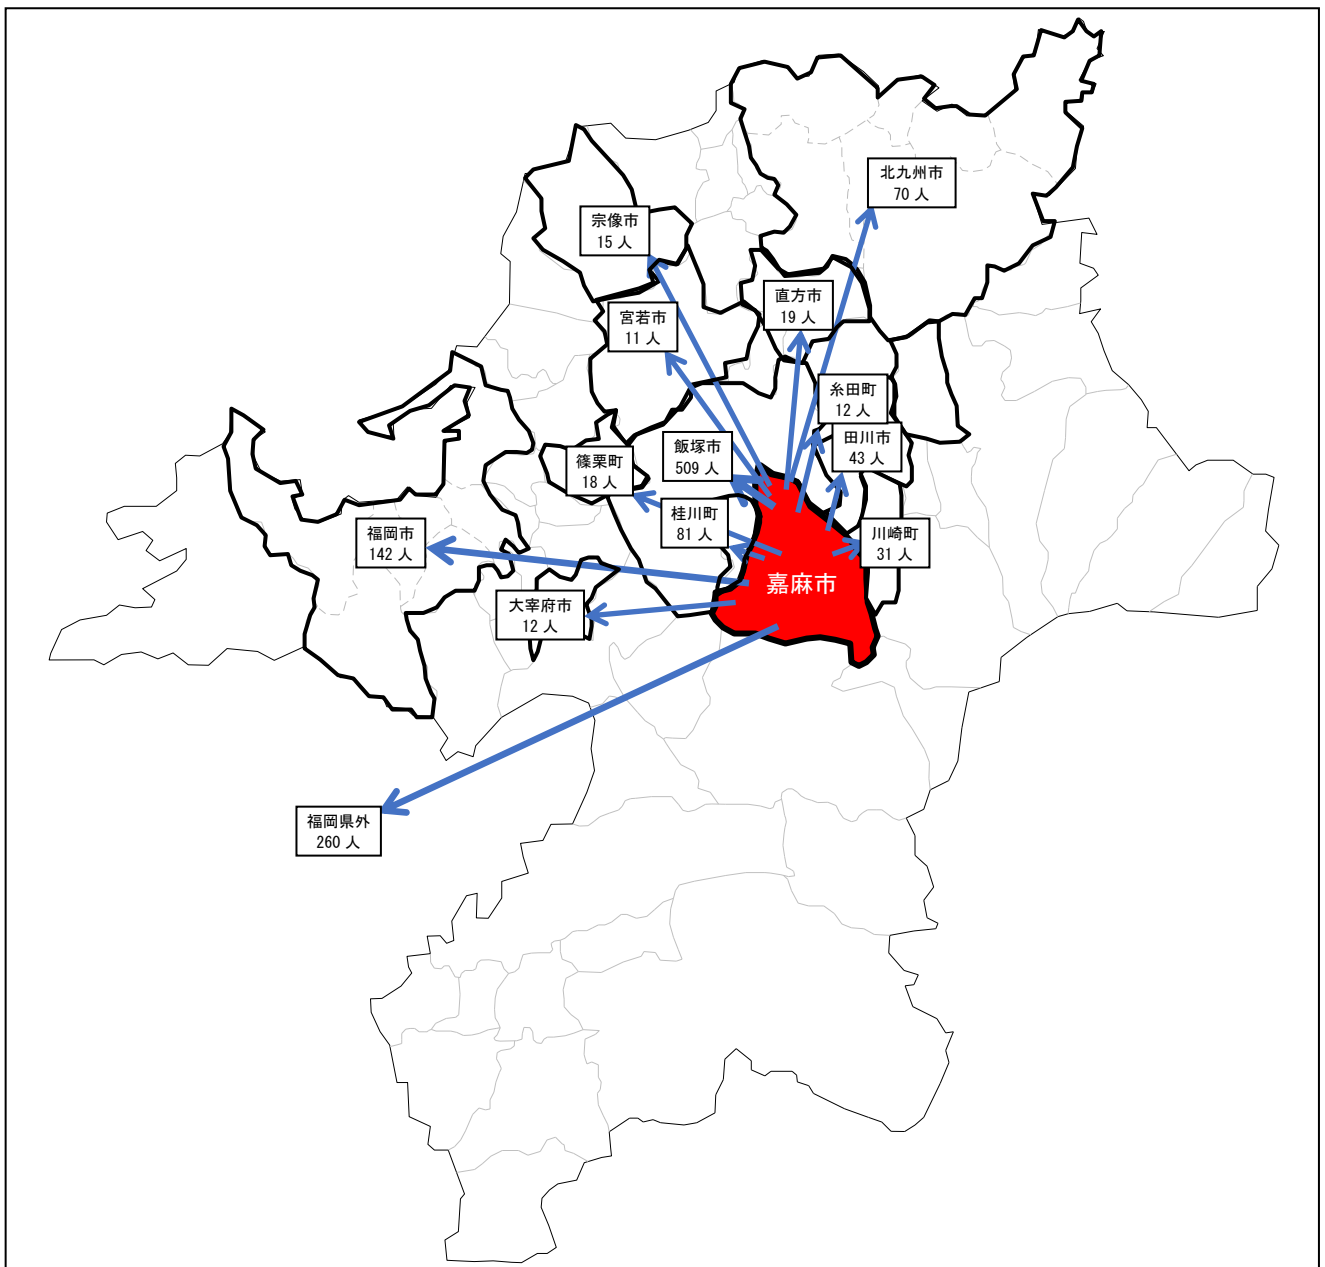 北九州市
70 人
宗像市
15 人
直方市
19 人
宮若市
11 人
糸田町
12 人
田川市
43 人
飯塚市
509 人
篠栗町
18 人
桂川町
81 人
福岡市
142 人
川崎町
31 人
嘉麻市
大宰府市
12 人
福岡県外
260 人